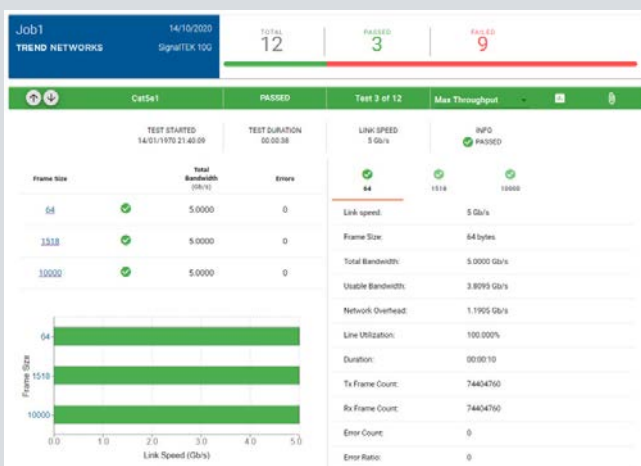 Job1 14/10/2020
TREND NETWORKS SignalTEK 10G
TOTAL
12
PASSED
3
FAILED
9
Cat5e1 PASSED Test 3 of 12 Max Throughput
TEST STARTED
14/01/1970 21:40:09
TEST DURATION
00:00:38
LINK SPEED
5 Gb/s
INFO
PASSED
Frame Size Total Bandwidth (Gb/s) Errors
64 5.0000 0
1518 5.0000 0
10000 5.0000 0
Frame Size
64
1518
10000
0.0 1.0 2.0 3.0 4.0 5.0
Link Speed (Gb/s)
64 1518 10000
Link speed: 5 Gb/s
Frame Size: 64 bytes
Total Bandwidth: 5.0000 Gb/s
Usable Bandwidth: 3.8095 Gb/s
Network Overhead: 1.1905 Gb/s
Line Utilization: 100.000%
Duration: 00:00:10
Tx Frame Count: 74404760
Rx Frame Count: 74404760
Error Count: 0
Error Ratio: 0